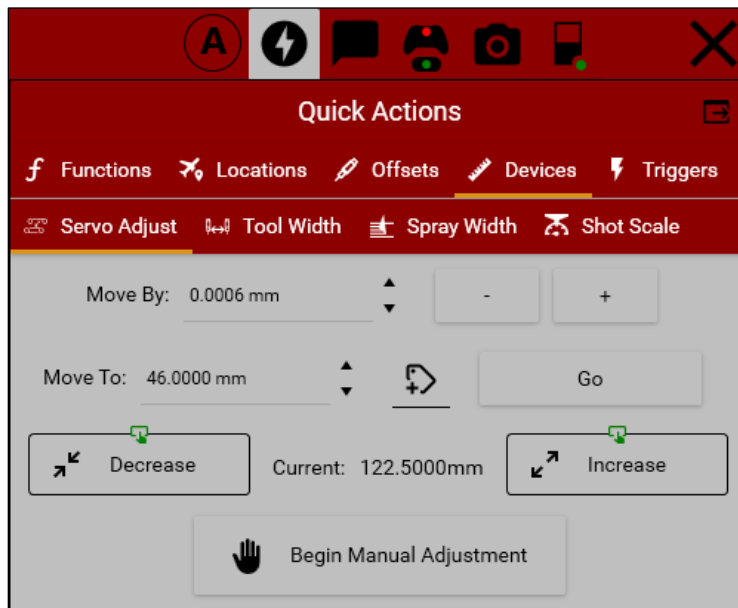 A
Quick Actions
Functions Locations Offsets Devices Triggers
Servo Adjust Tool Width Spray Width Shot Scale
Move By: 0.0006 mm - +
Move To: 46.0000 mm Go
Decrease Current: 122.5000mm Increase
Begin Manual Adjustment